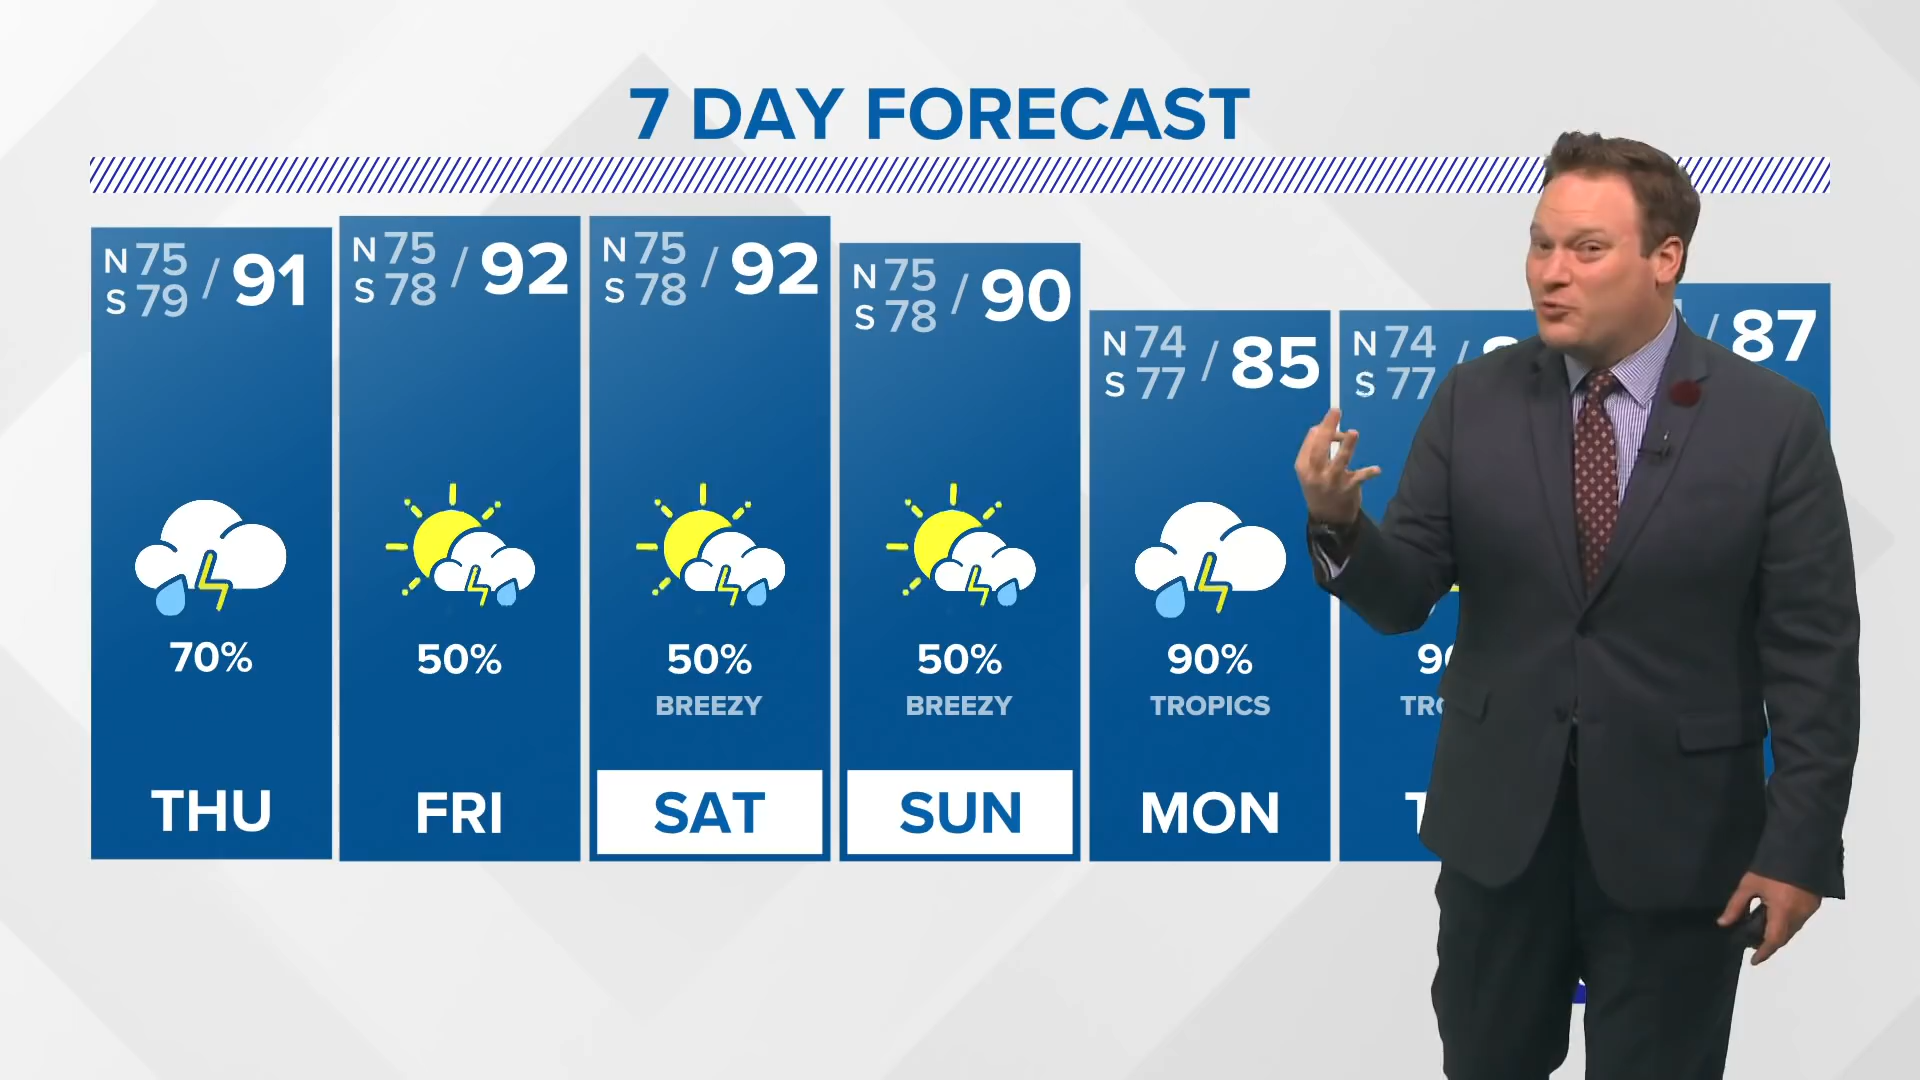 7 DAY FORECAST
N 75
S 79
/ 91
70%
THU
N 75
S 78
/ 92
50%
FRI
N 75
S 78
/ 92
50%
BREEZY
SAT
N 75
S 78
/ 90
50%
BREEZY
SUN
N 74
S 77
/ 85
90%
TROPICS
MON
N 74
S 77
/
/ 87